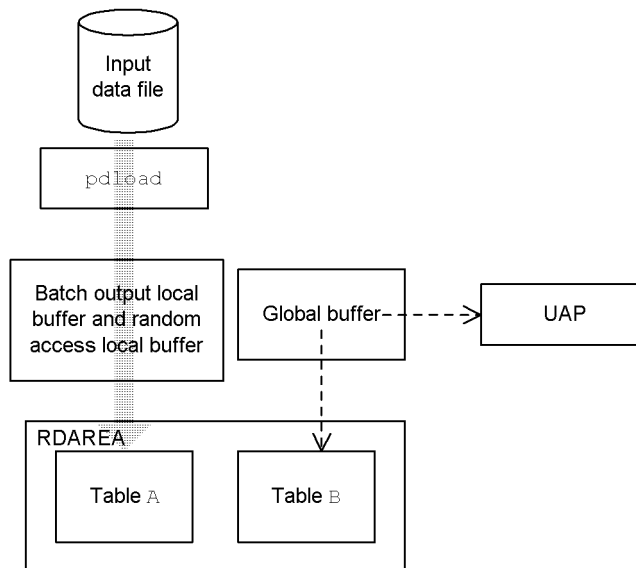 Input
data file
pdload
Batch output local
buffer and random
access local buffer
Global buffer
UAP
RDAREA
Table A
Table B